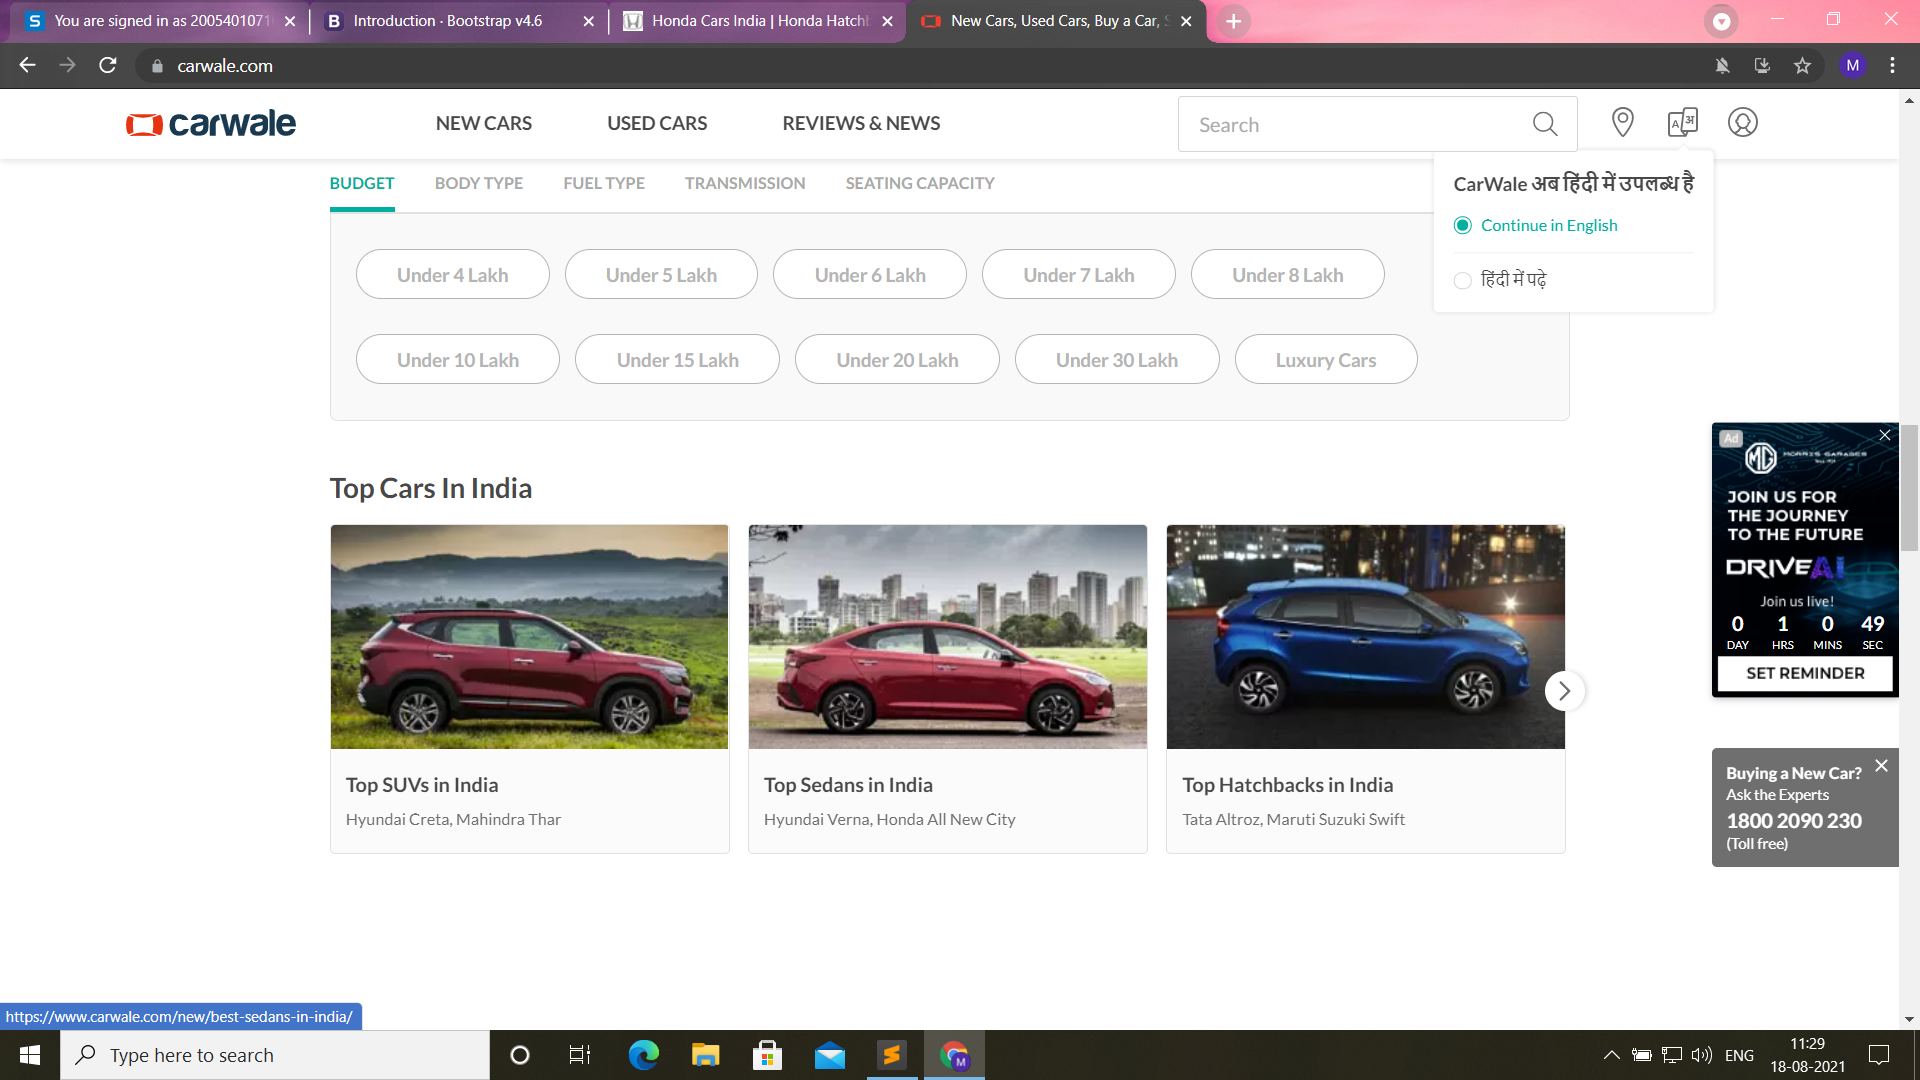 You are signed in as 2005401071
Introduction · Bootstrap v4.6
Honda Cars India | Honda Hatchb
New Cars, Used Cars, Buy a Car, S
carwale.com
M
carwale
NEW CARS
USED CARS
REVIEWS & NEWS
Search
BUDGET
BODY TYPE
FUEL TYPE
TRANSMISSION
SEATING CAPACITY
CarWale अब हिंदी में उपलब्ध है
Continue in English
हिंदी में पढ़े
Under 4 Lakh
Under 5 Lakh
Under 6 Lakh
Under 7 Lakh
Under 8 Lakh
Under 10 Lakh
Under 15 Lakh
Under 20 Lakh
Under 30 Lakh
Luxury Cars
Top Cars In India
Top SUVs in India
Hyundai Creta, Mahindra Thar
Top Sedans in India
Hyundai Verna, Honda All New City
Top Hatchbacks in India
Tata Altroz, Maruti Suzuki Swift
Ad
MG
MORRIS GARAGES
JOIN US FOR
THE JOURNEY
TO THE FUTURE
DRIVE AI
Join us live!
0 1 0 49
DAY HRS MINS SEC
SET REMINDER
Buying a New Car?
Ask the Experts
1800 2090 230
(Toll free)
https://www.carwale.com/new/best-sedans-in-india/
Type here to search
ENG
11:29
18-08-2021